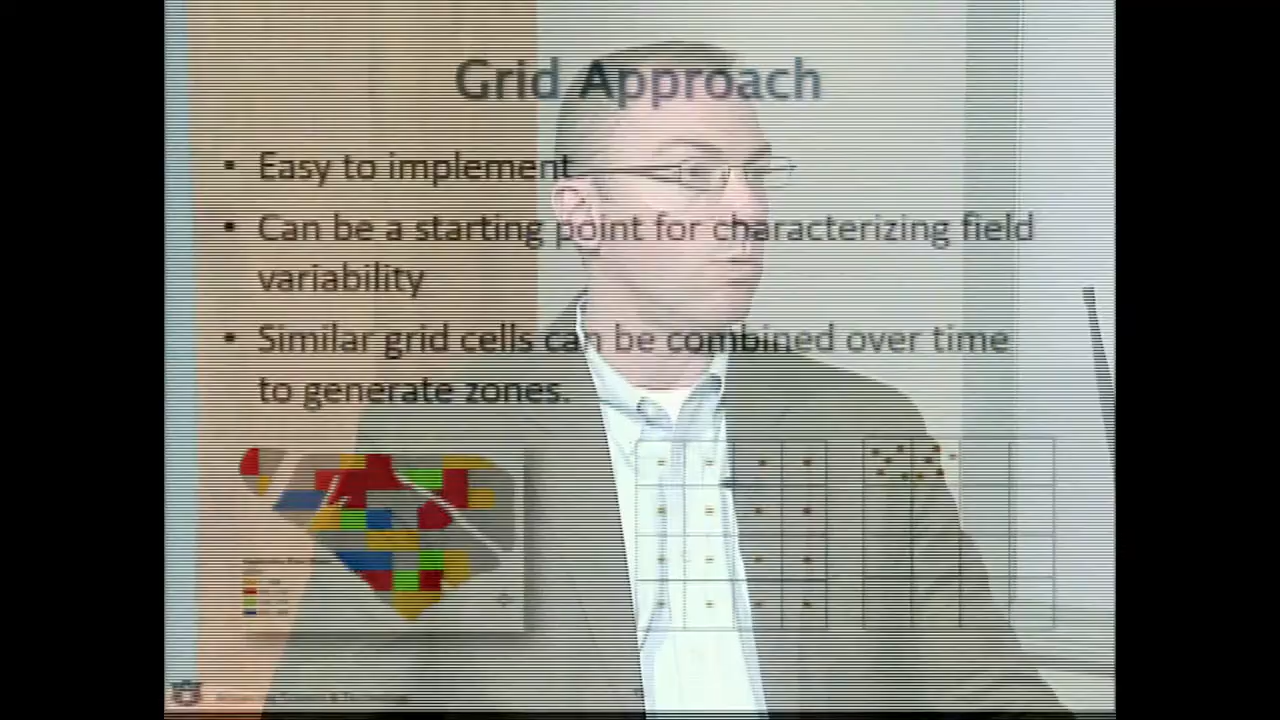 Grid Approach
• Easy to implement
• Can be a starting point for characterizing field
variability
• Similar grid cells can be combined over time
to generate zones.